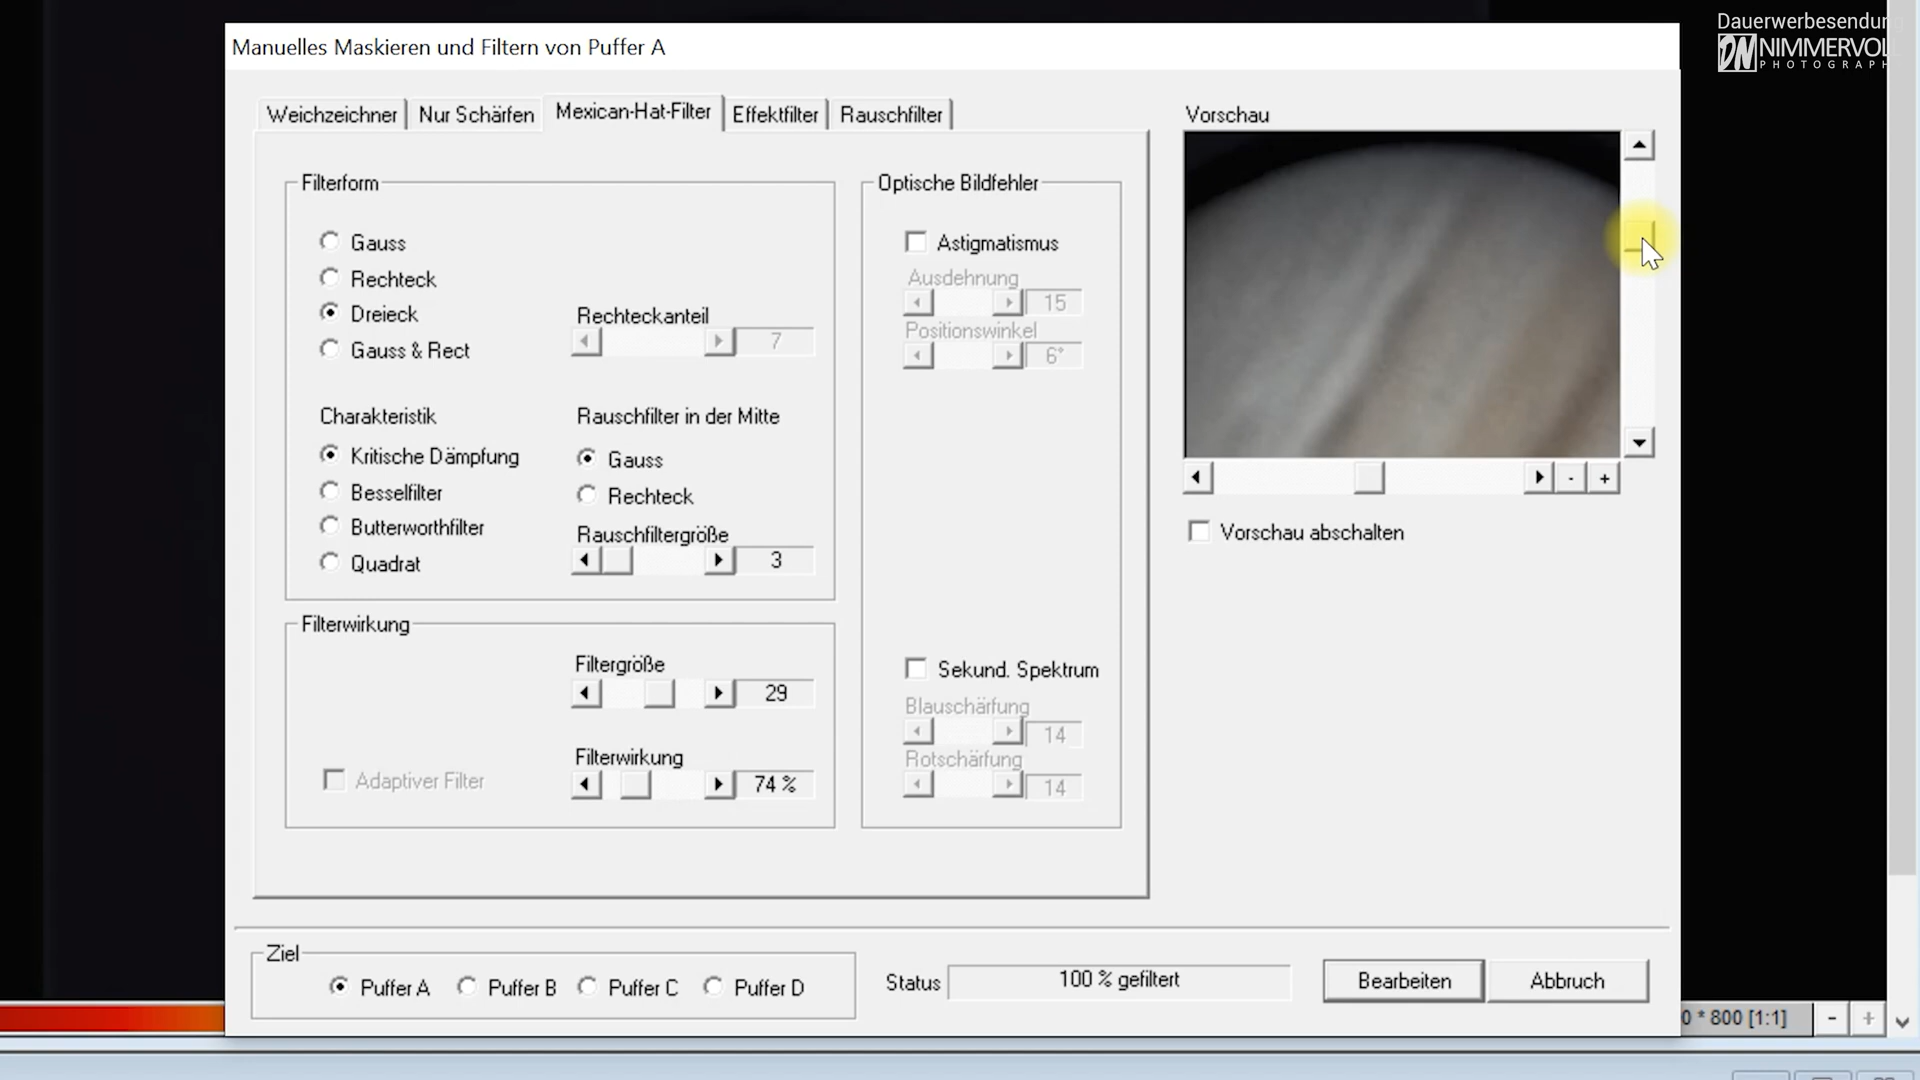 Dauerwerbesendung
DN NIMMERVOLL
PHOTOGRAPH
Manuelles Maskieren und Filtern von Puffer A
Weichzeichner
Nur Schärfen
Mexican-Hat-Filter
Effektfilter
Rauschfilter
Filterform
Gauss
Rechteck
Dreieck
Gauss & Rect
Rechteckanteil
7
Charakteristik
Kritische Dämpfung
Besselfilter
Butterworthfilter
Quadrat
Rauschfilter in der Mitte
Gauss
Rechteck
Rauschfiltergröße
3
Filterwirkung
Filtergröße
29
Filterwirkung
74 %
Adaptiver Filter
Optische Bildfehler
Astigmatismus
Ausdehnung
15
Positionswinkel
6°
Sekund. Spektrum
Blauschärfung
14
Rotschärfung
14
Vorschau
- +
Vorschau abschalten
Ziel
Puffer A
Puffer B
Puffer C
Puffer D
Status
100 % gefiltert
Bearbeiten
Abbruch
0 * 800 [1:1]
- +